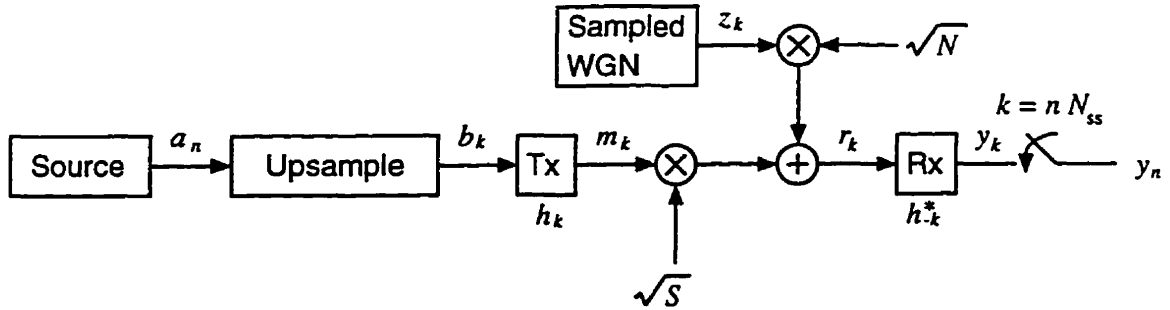 Sampled
WGN
z_k
√N
k = n N_ss
Source
a_n
Upsample
b_k
Tx
m_k
r_k
Rx
y_k
y_n
h_k
h*_-k
√S